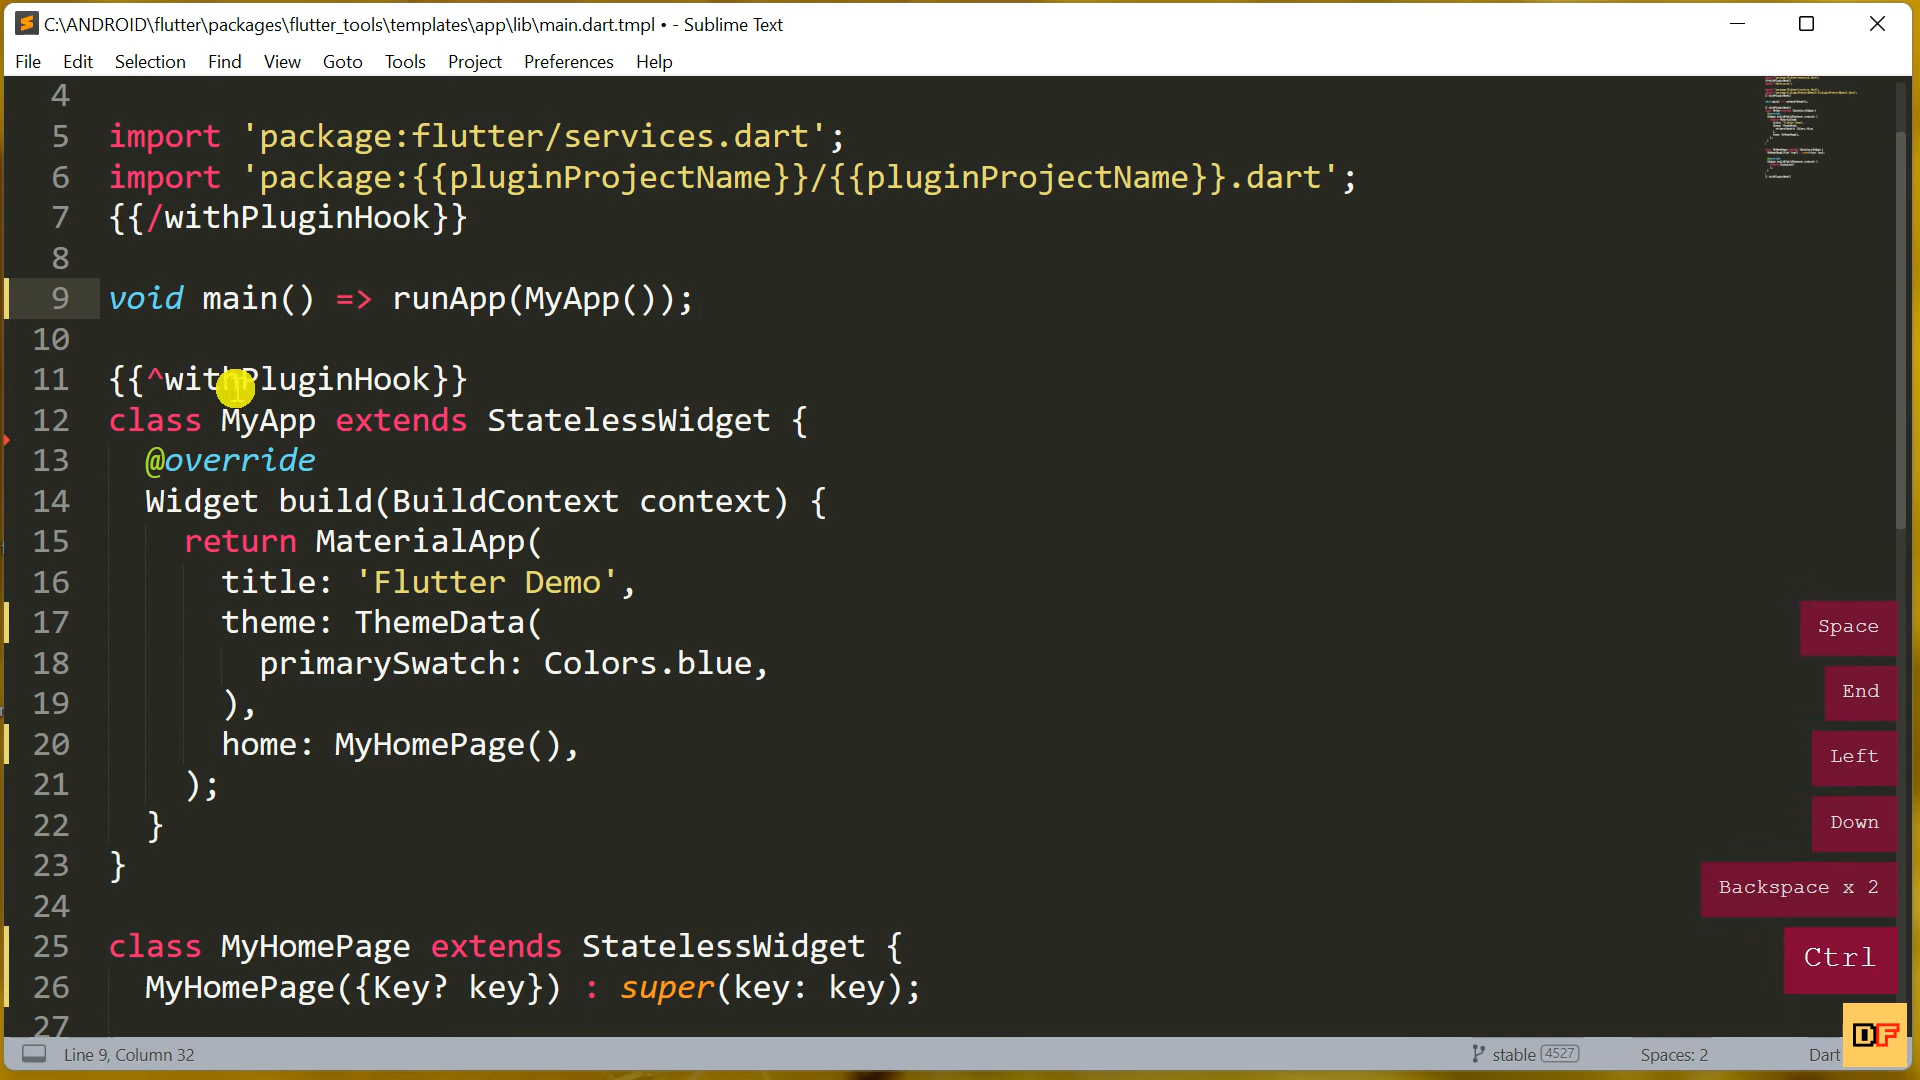 C:\ANDROID\flutter\packages\flutter_tools\templates\app\lib\main.dart.tmpl • - Sublime Text
File Edit Selection Find View Goto Tools Project Preferences Help
4
5 import 'package:flutter/services.dart';
6 import 'package:{{pluginProjectName}}/{{pluginProjectName}}.dart';
7 {{/withPluginHook}}
8
9 void main() => runApp(MyApp());
10
11 {{^withPluginHook}}
12 class MyApp extends StatelessWidget {
13 @override
14 Widget build(BuildContext context) {
15 return MaterialApp(
16 title: 'Flutter Demo',
17 theme: ThemeData(
18 primarySwatch: Colors.blue,
19 ),
20 home: MyHomePage(),
21 );
22 }
23 }
24
25 class MyHomePage extends StatelessWidget {
26 MyHomePage({Key? key}) : super(key: key);
27
Space
End
Left
Down
Backspace x 2
Ctrl
DF
Line 9, Column 32 stable 4527 Spaces: 2 Dart